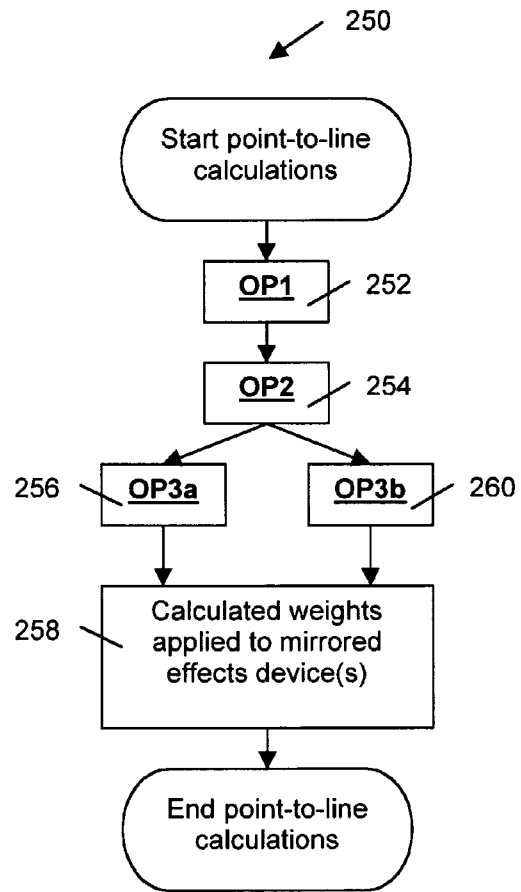 250
Start point-to-line
calculations
OP1
252
OP2
254
256
OP3a
OP3b
260
258
Calculated weights
applied to mirrored
effects device(s)
End point-to-line
calculations